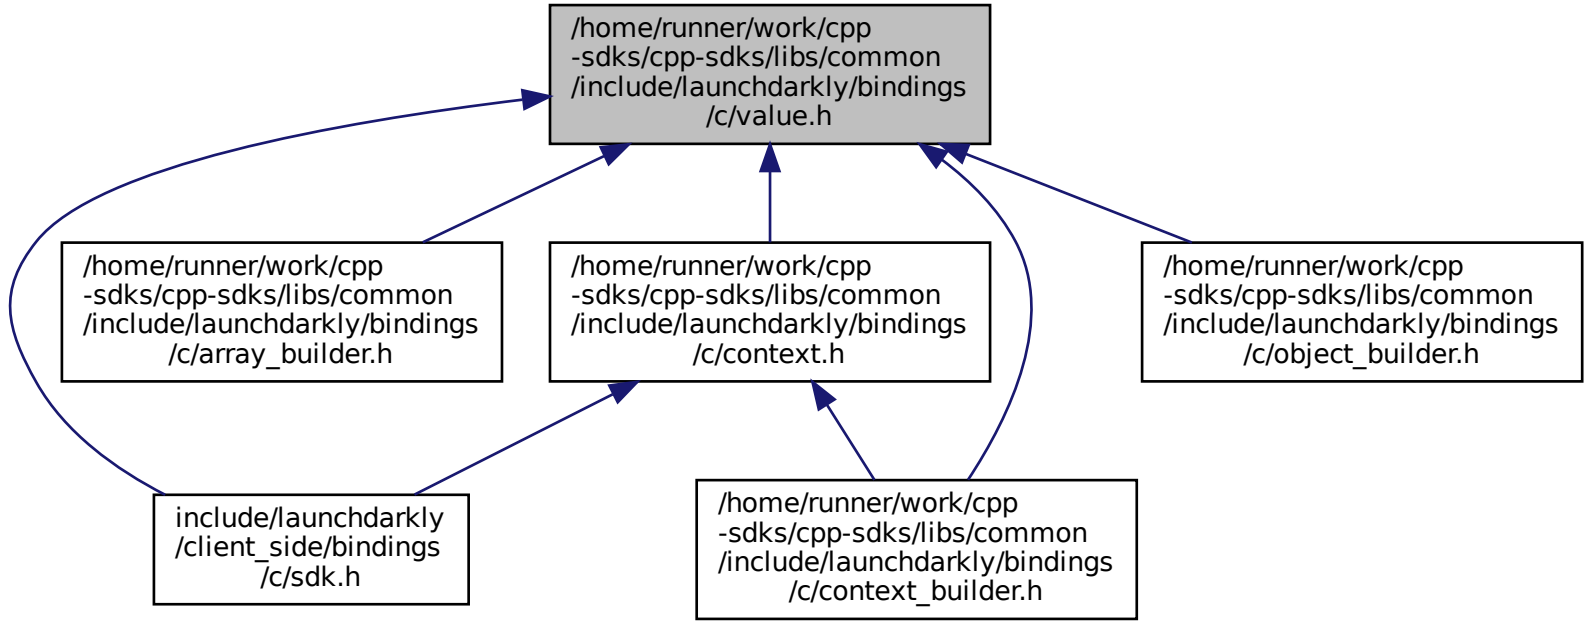 /home/runner/work/cpp
-sdks/cpp-sdks/libs/common
/include/launchdarkly/bindings
/c/value.h
/home/runner/work/cpp
-sdks/cpp-sdks/libs/common
/include/launchdarkly/bindings
/c/array_builder.h
/home/runner/work/cpp
-sdks/cpp-sdks/libs/common
/include/launchdarkly/bindings
/c/context.h
/home/runner/work/cpp
-sdks/cpp-sdks/libs/common
/include/launchdarkly/bindings
/c/object_builder.h
include/launchdarkly
/client_side/bindings
/c/sdk.h
/home/runner/work/cpp
-sdks/cpp-sdks/libs/common
/include/launchdarkly/bindings
/c/context_builder.h